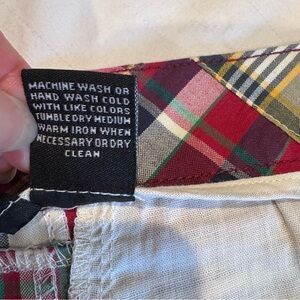 MACHINE WASH OR
HAND WASH COLD
WITH LIKE COLORS
TUMBLE DRY MEDIUM
WARM IRON WHEN
NECESSARY OR DRY
CLEAN